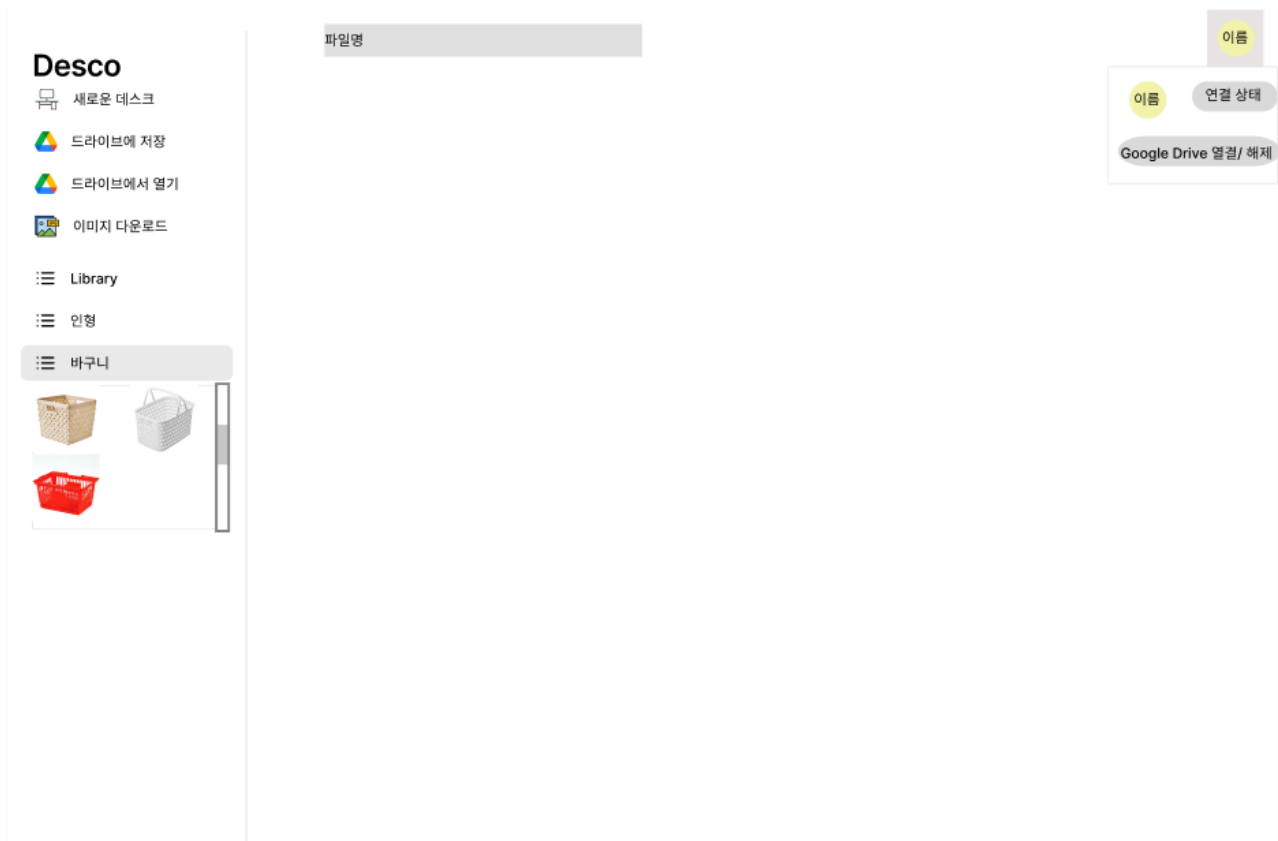 Desco
새로운 데스크
드라이브에 저장
드라이브에서 열기
이미지 다운로드
Library
인형
바구니
파일명
이름
이름
연결 상태
Google Drive 열결/ 해제